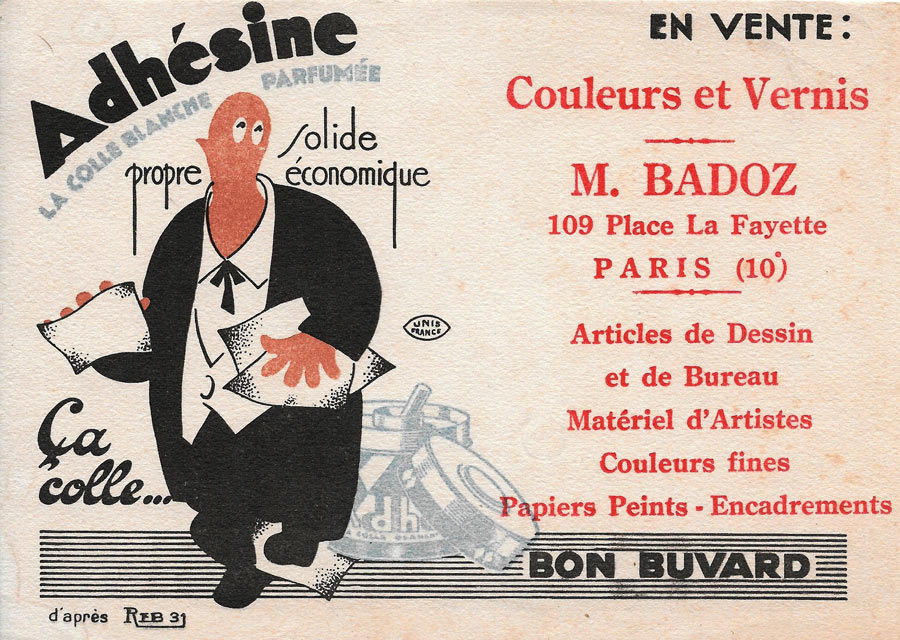 Adhésine
LA COLLE BLANCHE PARFUMÉE
propre
solide
économique
UNIS
FRANCE
Ça
colle...
Adh
LA COLLE BLANCHE
d'après REB 31
EN VENTE :
Couleurs et Vernis
M. BADOZ
109 Place La Fayette
PARIS (10°)
Articles de Dessin
et de Bureau
Matériel d'Artistes
Couleurs fines
Papiers Peints - Encadrements
BON BUVARD